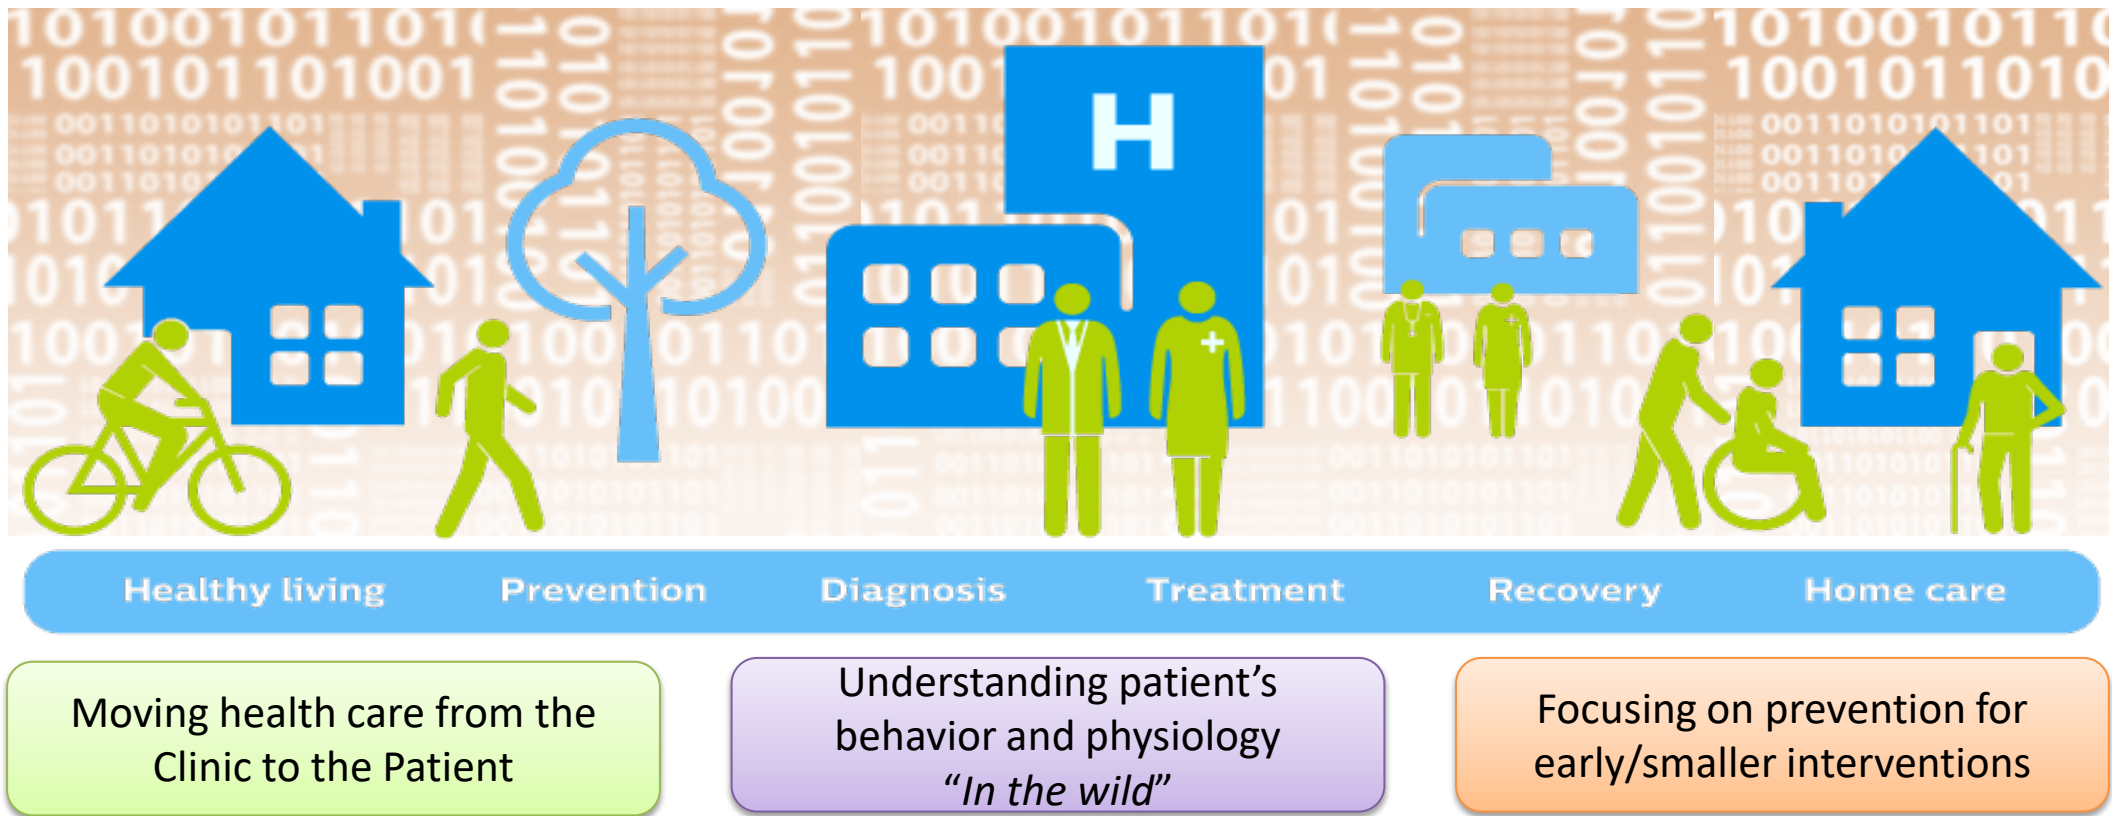 H
Healthy living
Prevention
Diagnosis
Treatment
Recovery
Home care
Moving health care from the
Clinic to the Patient
Understanding patient’s
behavior and physiology
“In the wild”
Focusing on prevention for
early/smaller interventions